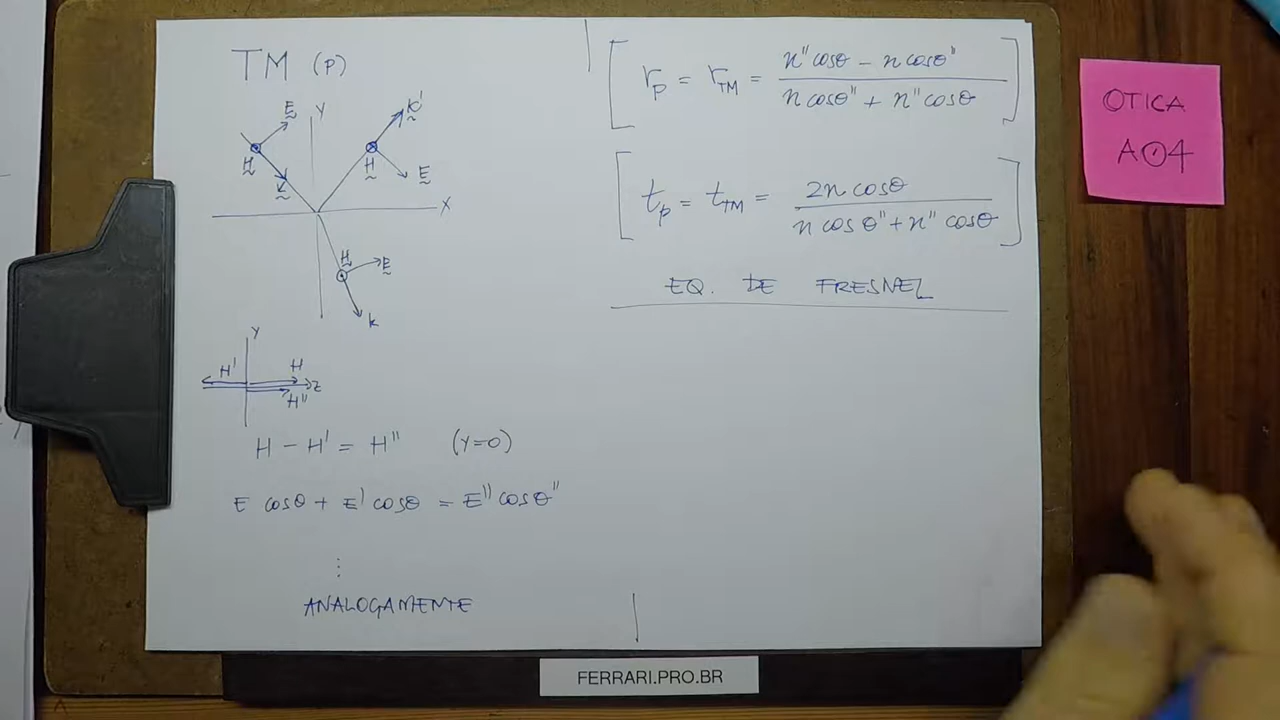 TM (p)
E
y
k'
H
k
H
E
x
H
E
k
y
H'
H
z
H''
H - H' = H'' (y=0)
E cosθ + E' cosθ = E'' cosθ''
⋮
ANALOGAMENTE
[ r_p = r_TM = (n'' cosθ - n cosθ'') / (n cosθ'' + n'' cosθ) ]
[ t_p = t_TM = 2n cosθ / (n cosθ'' + n'' cosθ) ]
EQ. DE FRESNEL
OTICA
A04
FERRARI.PRO.BR